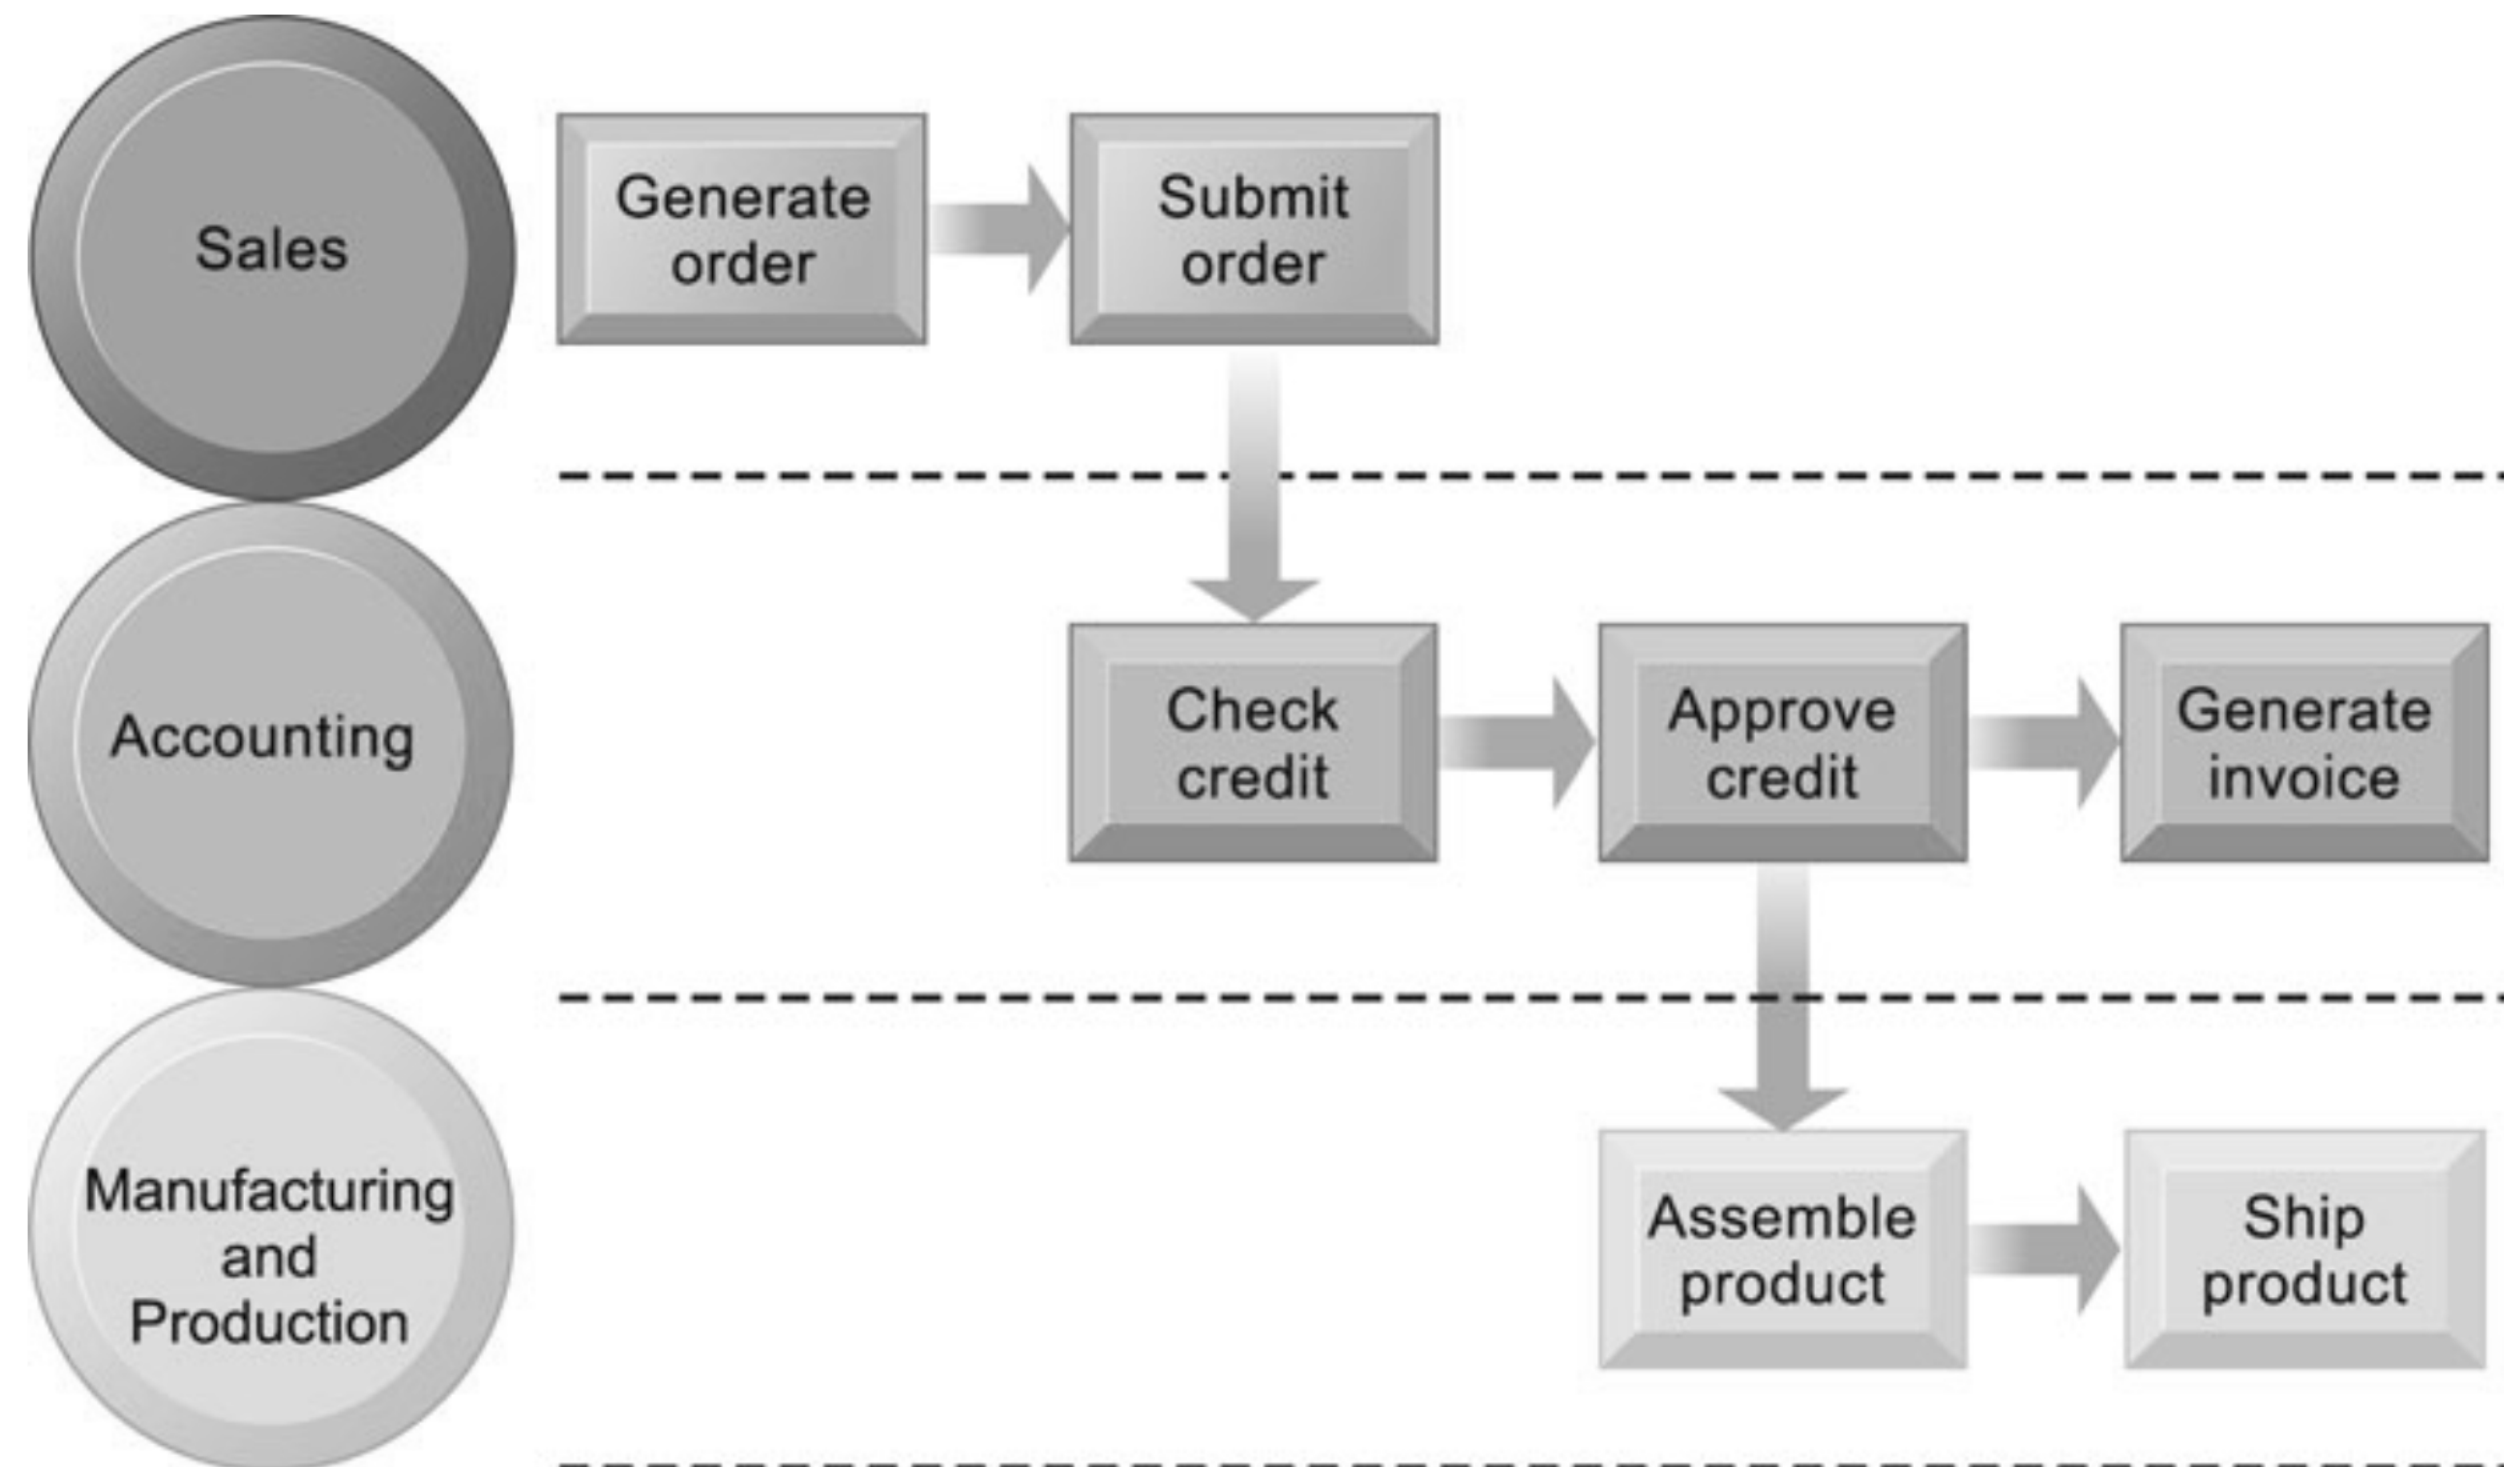 Sales
Generate
order
Submit
order
Accounting
Check
credit
Approve
credit
Generate
invoice
Manufacturing
and
Production
Assemble
product
Ship
product